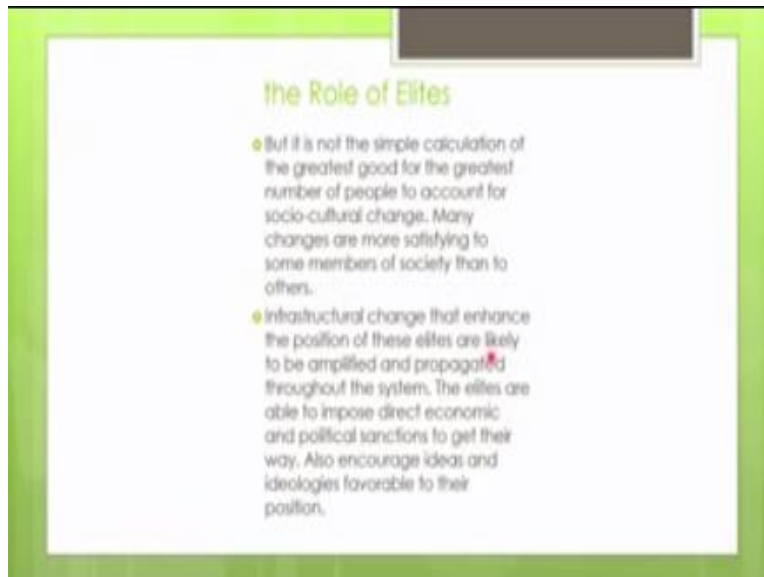 the Role of Elites
But it is not the simple calculation of
the greatest good for the greatest
number of people to account for
socio-cultural change. Many
changes are more satisfying to
some members of society than to
others.
Infrastructural change that enhance
the position of these elites are likely
to be amplified and propagated
throughout the system. The elites are
able to impose direct economic
and political sanctions to get their
way. Also encourage ideas and
ideologies favorable to their
position.